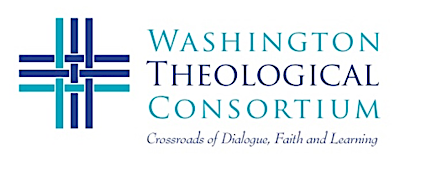 WASHINGTON
THEOLOGICAL
CONSORTIUM
Crossroads of Dialogue, Faith and Learning